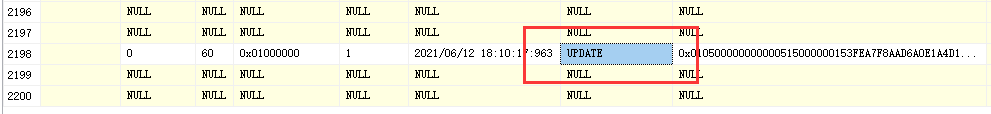 2196 NULL NULL NULL NULL NULL NULL NULL
2197 NULL NULL NULL NULL NULL NULL NULL
2198 0 60 0x01000000 1 2021/06/12 18:10:17:963 UPDATE 0x010500000000000515000000153FEA7F8AAD6A0E1A4D1...
2199 NULL NULL NULL NULL NULL NULL NULL
2200 NULL NULL NULL NULL NULL NULL NULL